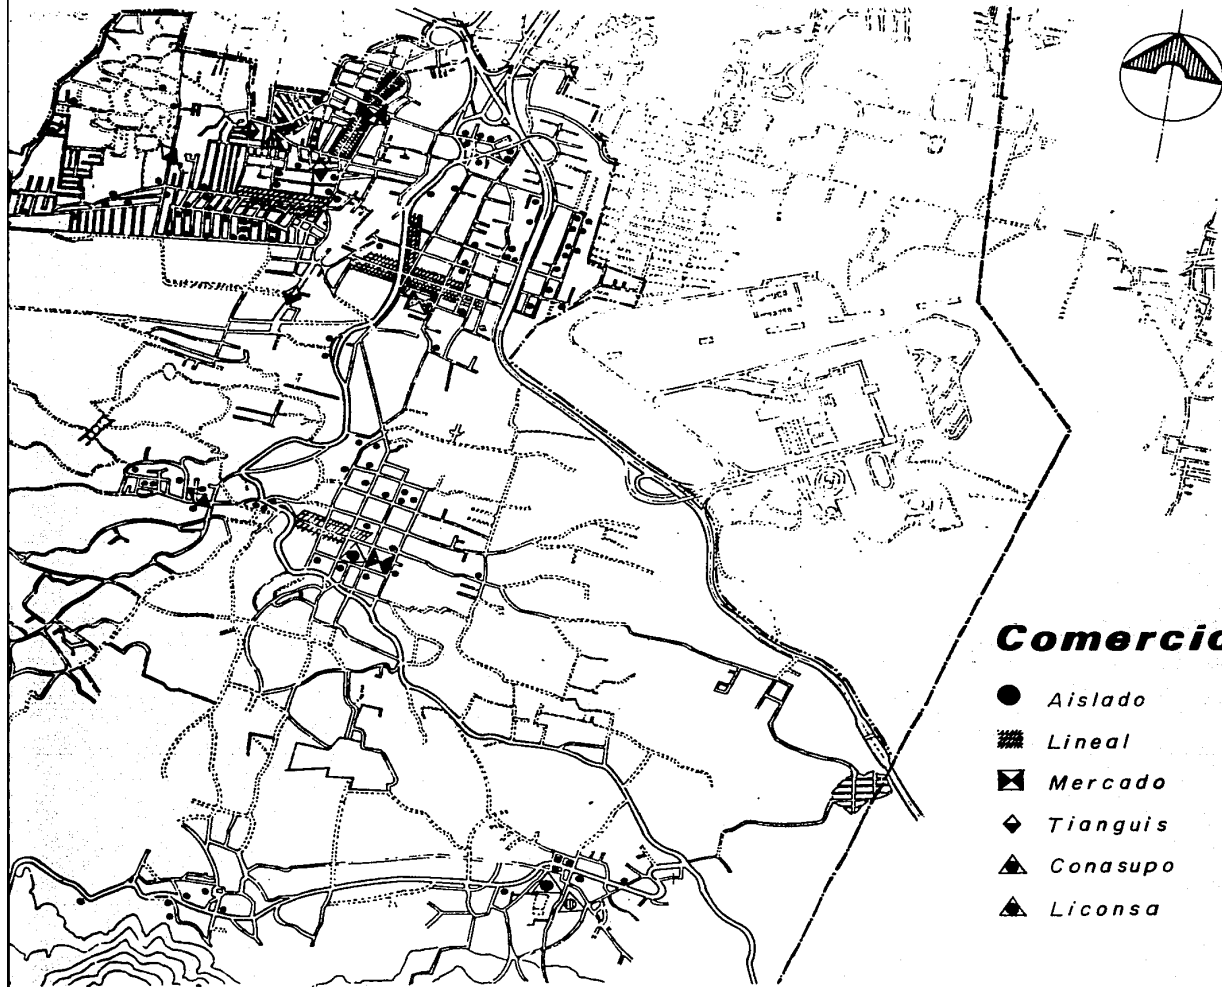 Comercio
Aislado
Lineal
Mercado
Tianguis
Conasupo
Liconsa